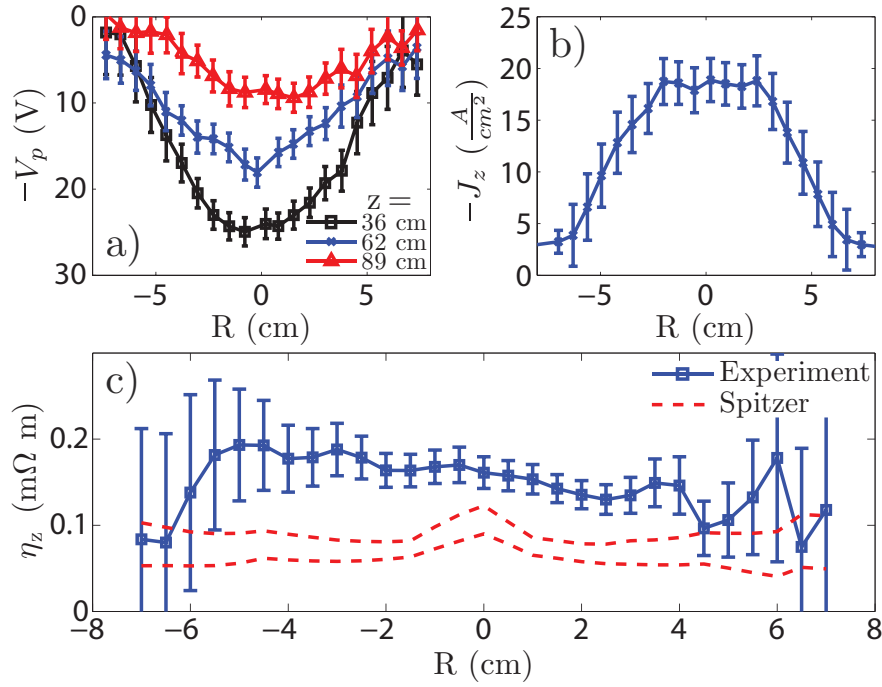 0
10
20
30
−V_p (V)
a)
z =
36 cm
62 cm
89 cm
−5
0
5
R (cm)
25
20
15
10
5
0
−J_z (A/cm²)
b)
−5
0
5
R (cm)
c)
Experiment
Spitzer
0.2
0.1
0
η_z (mΩ m)
−8
−6
−4
−2
0
2
4
6
8
R (cm)